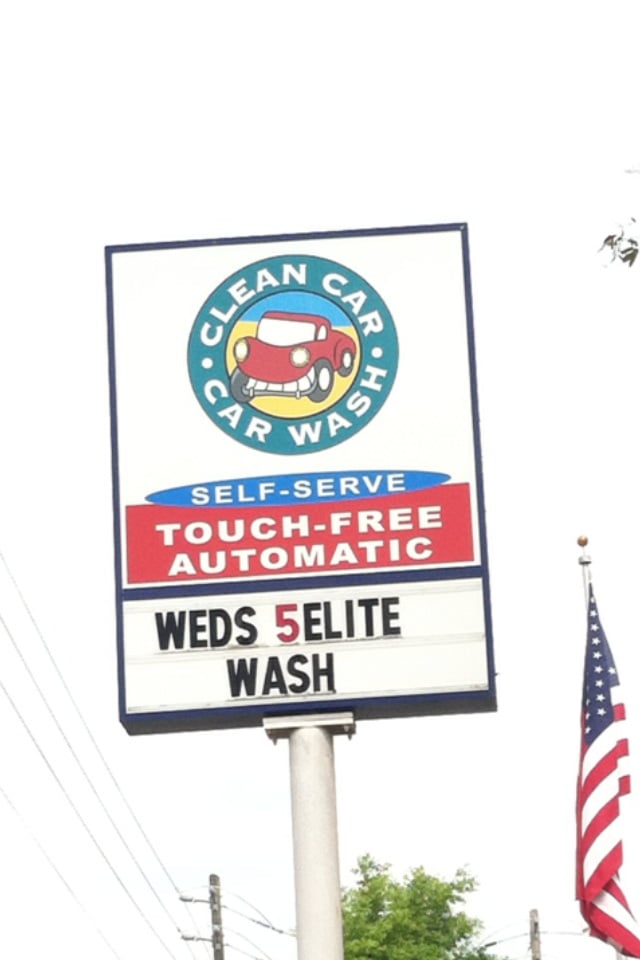 CLEAN CAR
CAR WASH
SELF-SERVE
TOUCH-FREE
AUTOMATIC
WEDS 5ELITE
WASH